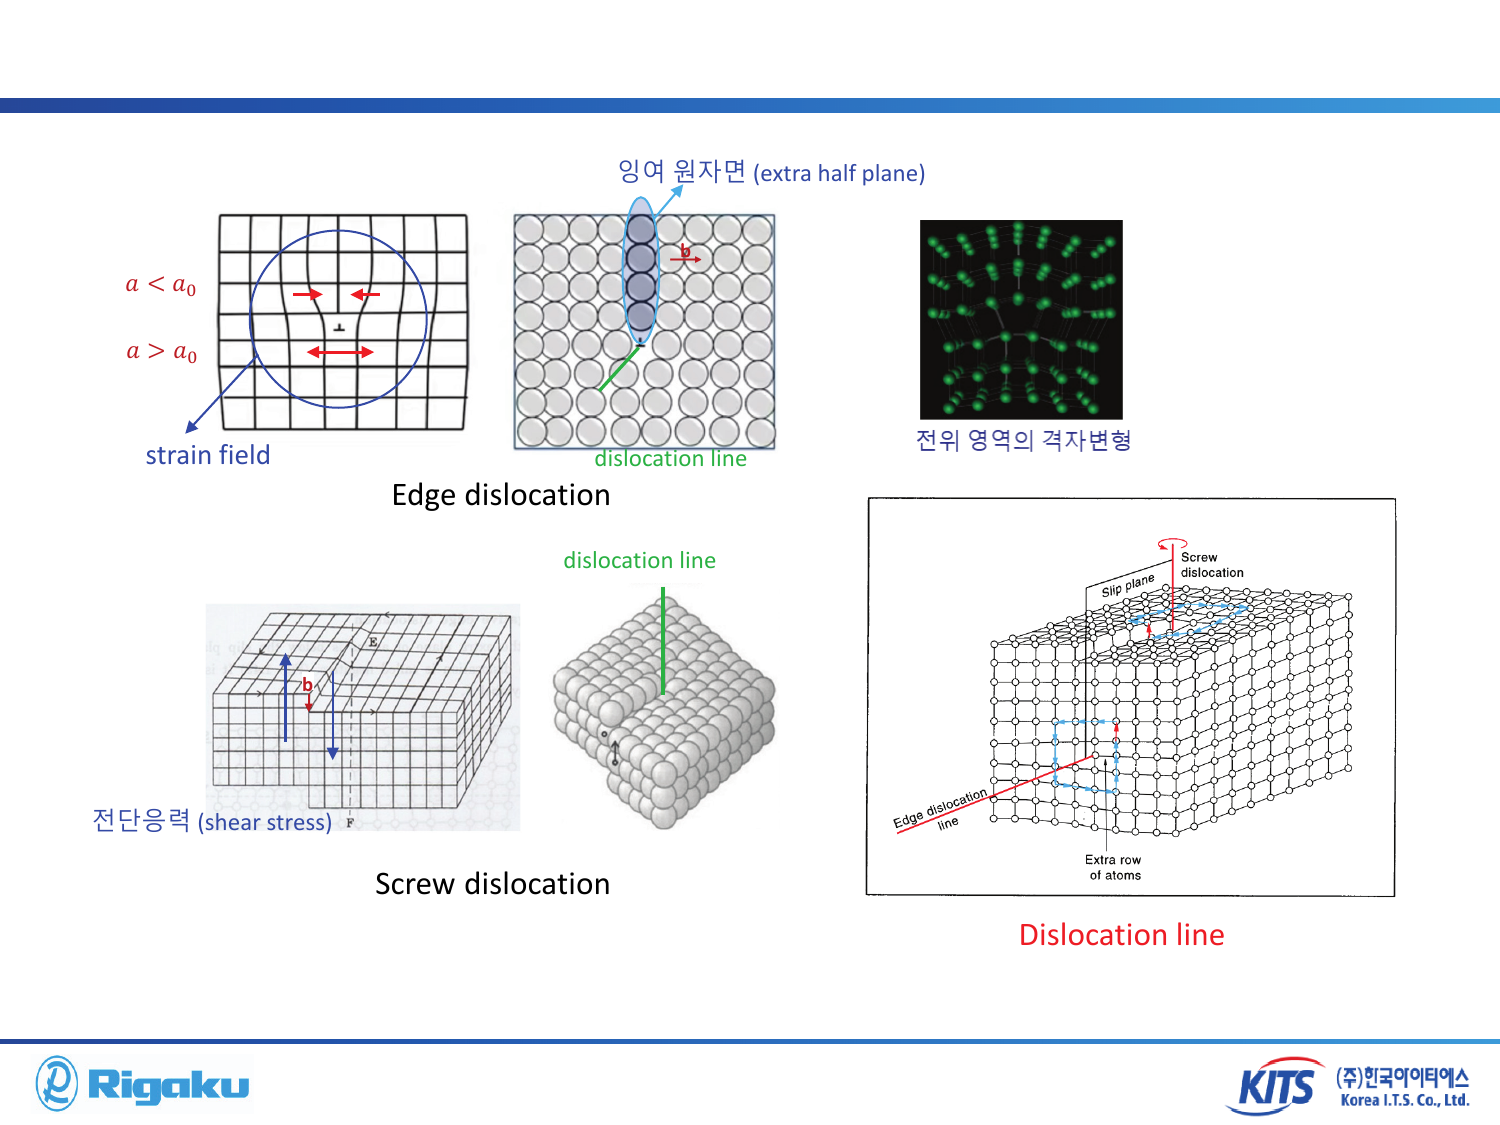 잉여 원자면 (extra half plane)
b
a < a₀
a > a₀
strain field
dislocation line
전위 영역의 격자변형
Edge dislocation
dislocation line
E
b
전단응력 (shear stress)
F
Screw dislocation
Screw
dislocation
Slip plane
Edge dislocation
line
Extra row
of atoms
Dislocation line
Rigaku
KITS
(주)한국아이티에스
Korea I.T.S. Co., Ltd.